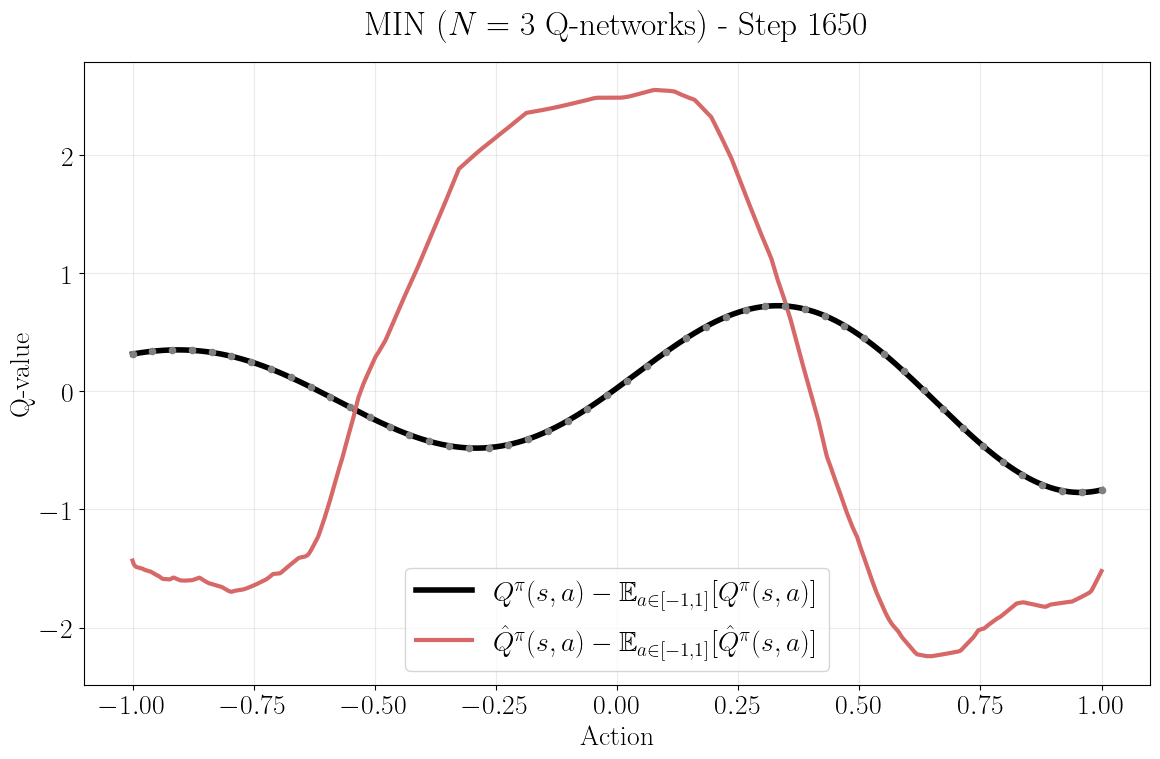 MIN (N = 3 Q-networks) - Step 1650
Q-value
2
1
0
−1
−2
Q^π(s, a) − 𝔼_{a∈[−1,1]}[Q^π(s, a)]
Q̂^π(s, a) − 𝔼_{a∈[−1,1]}[Q̂^π(s, a)]
−1.00 −0.75 −0.50 −0.25 0.00 0.25 0.50 0.75 1.00
Action